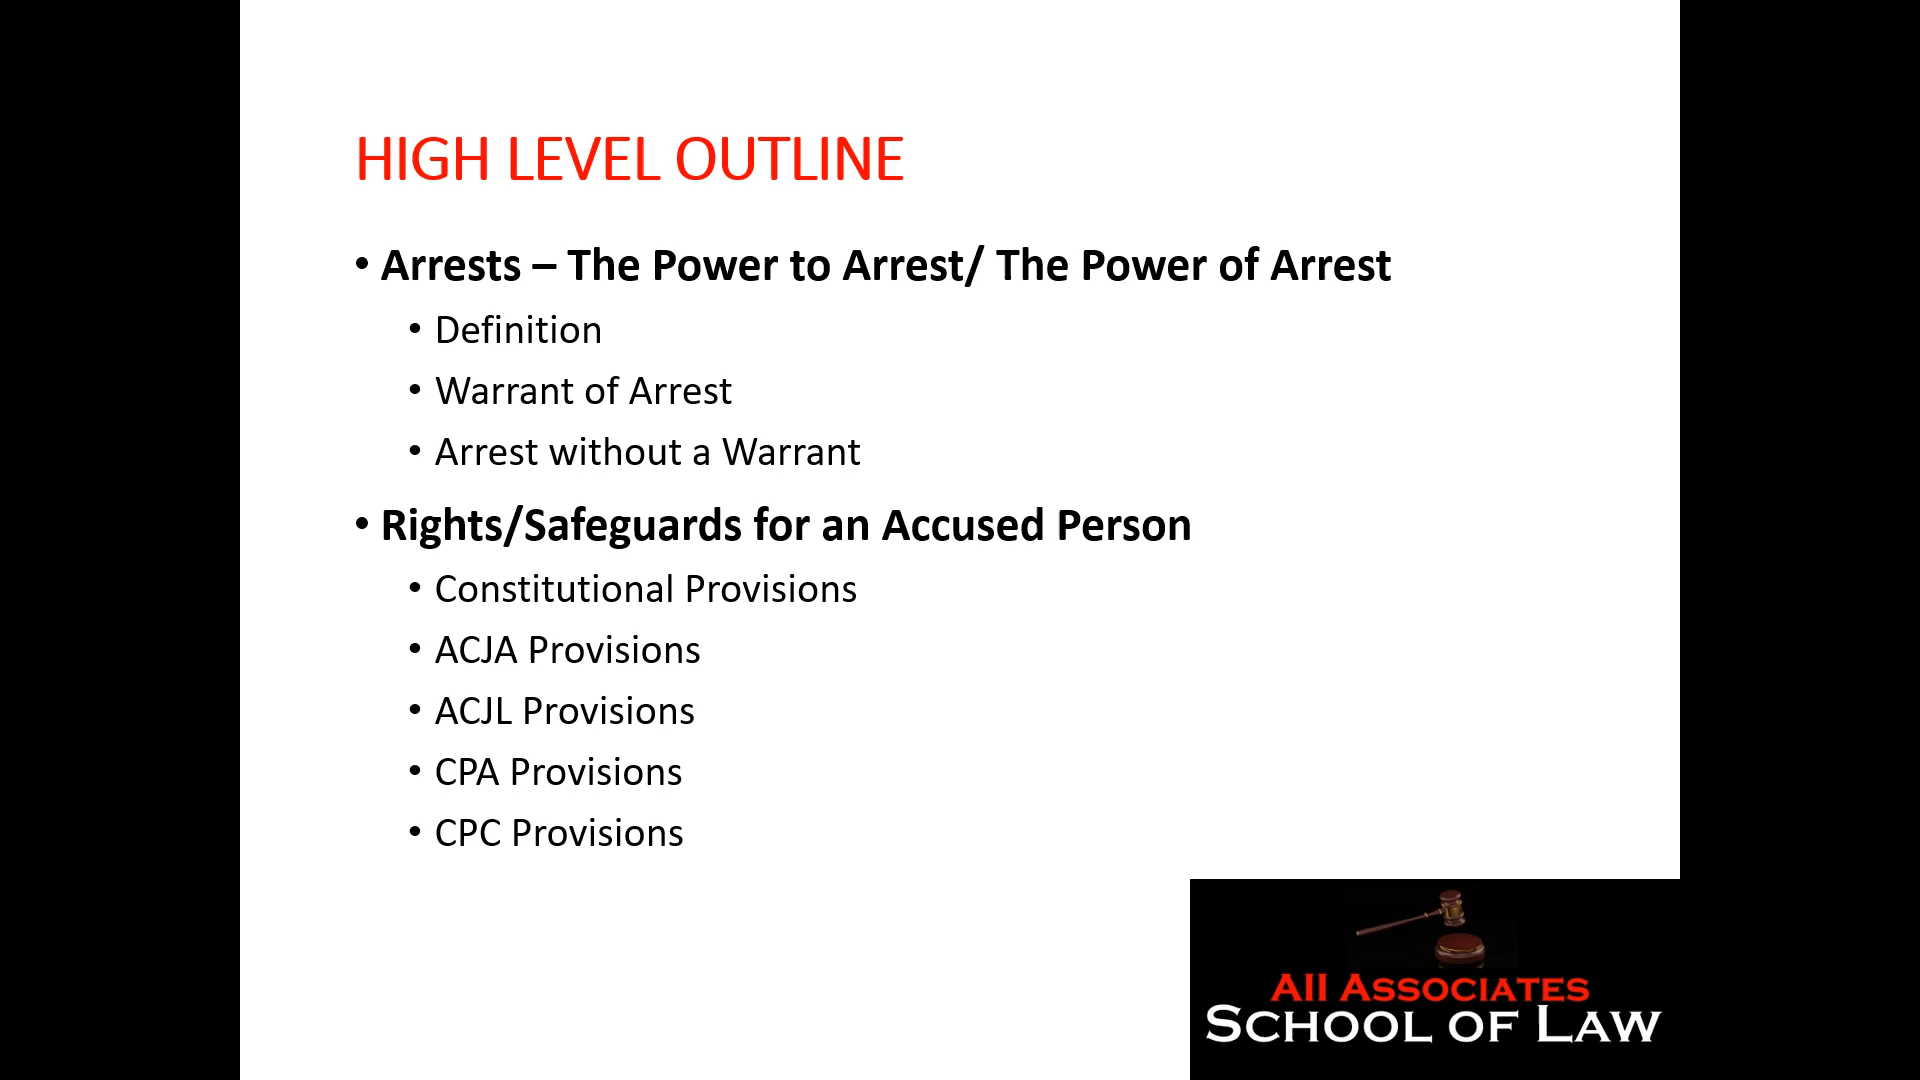 HIGH LEVEL OUTLINE
• Arrests – The Power to Arrest/ The Power of Arrest
• Definition
• Warrant of Arrest
• Arrest without a Warrant
• Rights/Safeguards for an Accused Person
• Constitutional Provisions
• ACJA Provisions
• ACJL Provisions
• CPA Provisions
• CPC Provisions
AII ASSOCIATES
SCHOOL OF LAW